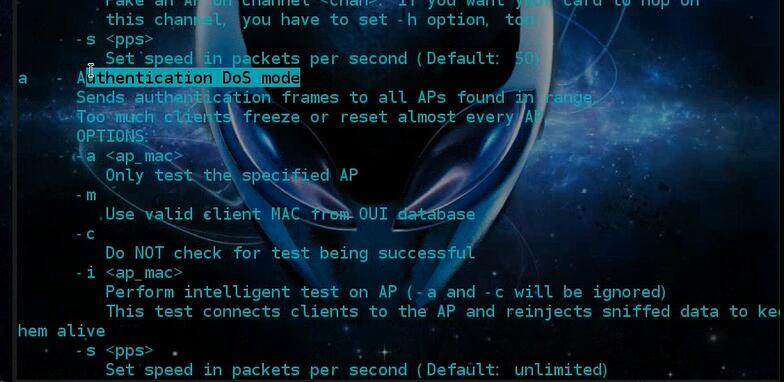 Fake an AP on channel <chan>. If you want your card to hop on
this channel, you have to set -h option, too
-s <pps>
Set speed in packets per second (Default: 50)
a - Authentication DoS mode
Sends authentication frames to all APs found in range.
Too much clients freeze or reset almost every AP.
OPTIONS:
-a <ap_mac>
Only test the specified AP
-m
Use valid client MAC from OUI database
-c
Do NOT check for test being successful
-i <ap_mac>
Perform intelligent test on AP (-a and -c will be ignored)
This test connects clients to the AP and reinjects sniffed data to kee
hem alive
-s <pps>
Set speed in packets per second (Default: unlimited)